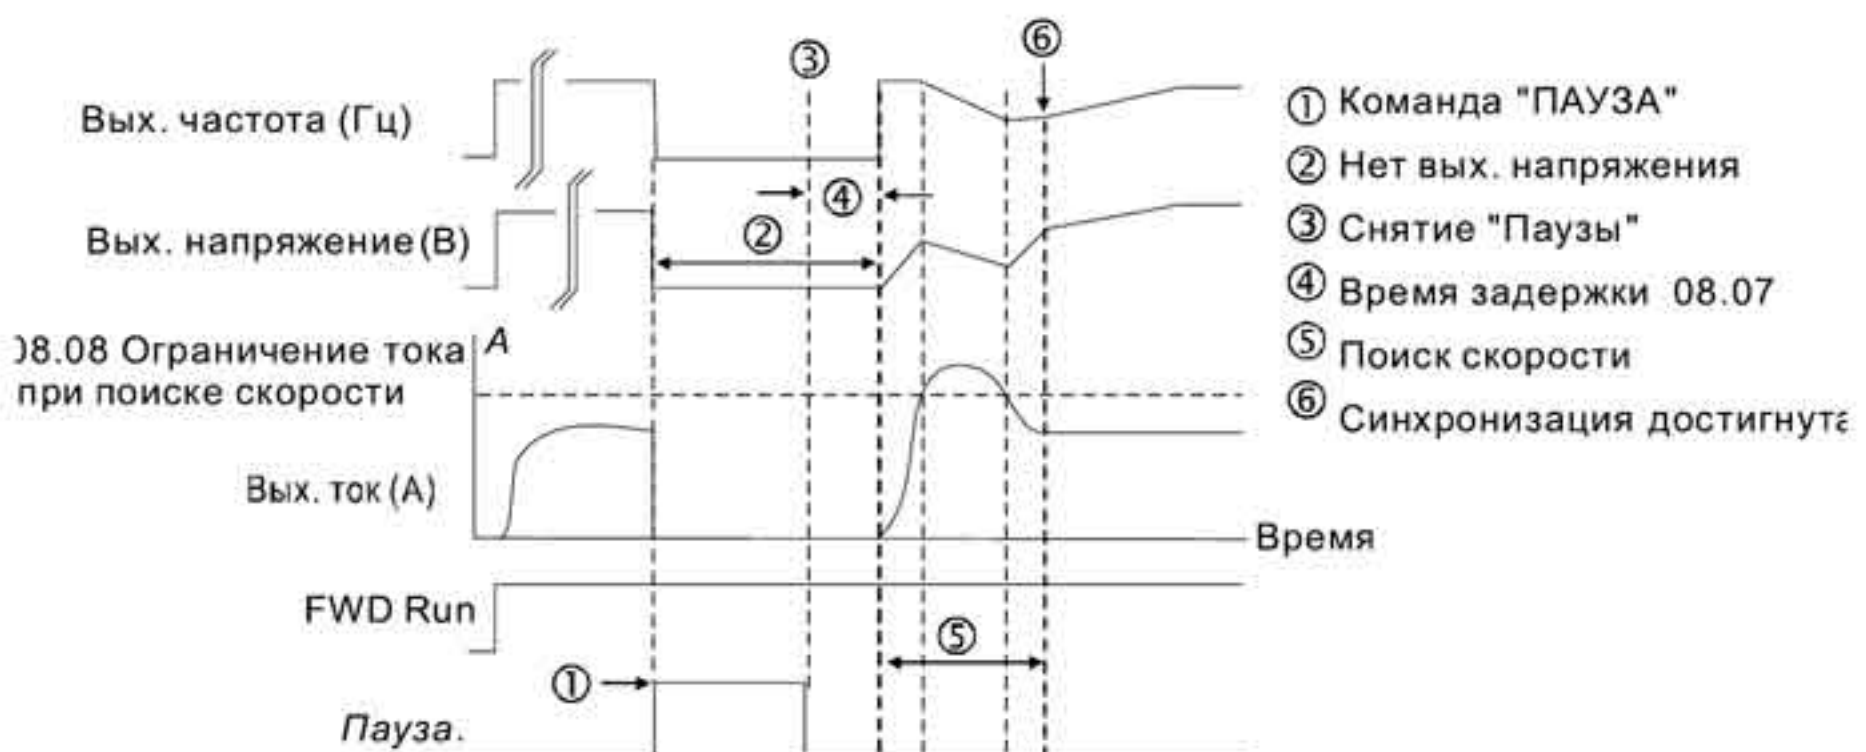 ⑥
③
Вых. частота (Гц)
④
②
Вых. напряжение (В)
)8.08 Ограничение тока
при поиске скорости
A
Вых. ток (А)
Время
FWD Run
⑤
①
Пауза.
① Команда "ПАУЗА"
② Нет вых. напряжения
③ Снятие "Паузы"
④ Время задержки 08.07
⑤ Поиск скорости
⑥ Синхронизация достигнута